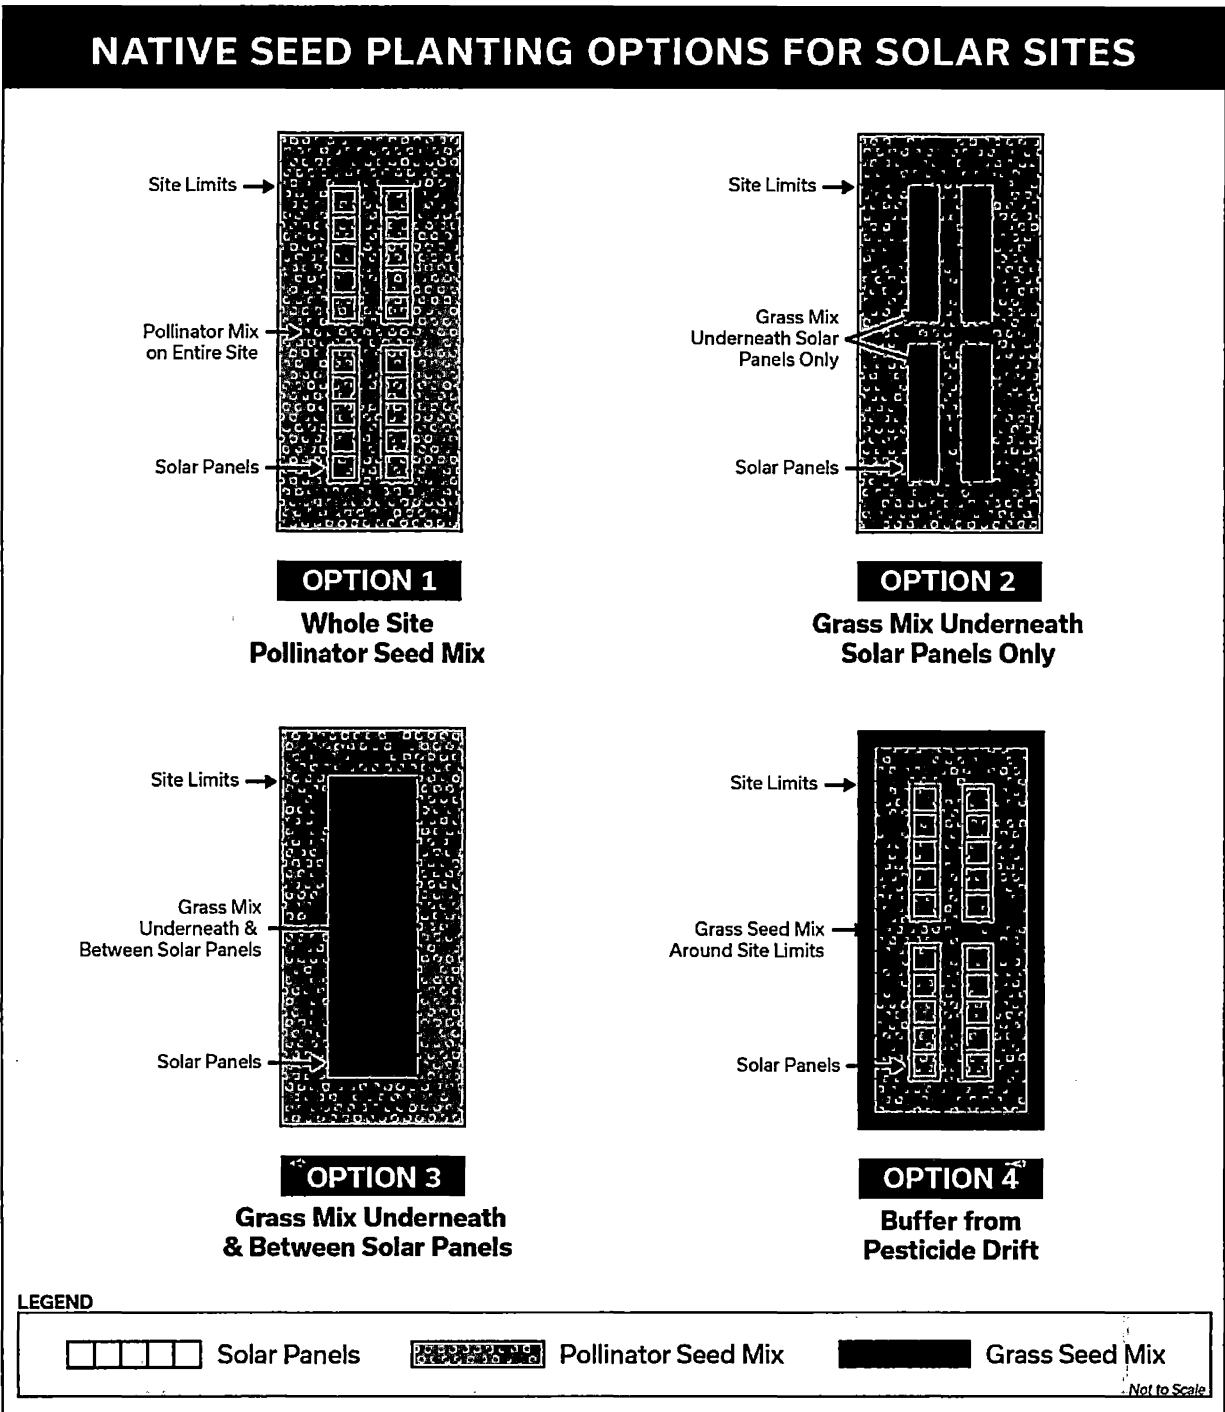 NATIVE SEED PLANTING OPTIONS FOR SOLAR SITES
Site Limits
Pollinator Mix
on Entire Site
Solar Panels
OPTION 1
Whole Site
Pollinator Seed Mix
Site Limits
Grass Mix
Underneath Solar
Panels Only
Solar Panels
OPTION 2
Grass Mix Underneath
Solar Panels Only
Site Limits
Grass Mix
Underneath &
Between Solar Panels
Solar Panels
OPTION 3
Grass Mix Underneath
& Between Solar Panels
Site Limits
Grass Seed Mix
Around Site Limits
Solar Panels
OPTION 4
Buffer from
Pesticide Drift
LEGEND
Solar Panels
Pollinator Seed Mix
Grass Seed Mix
Not to Scale